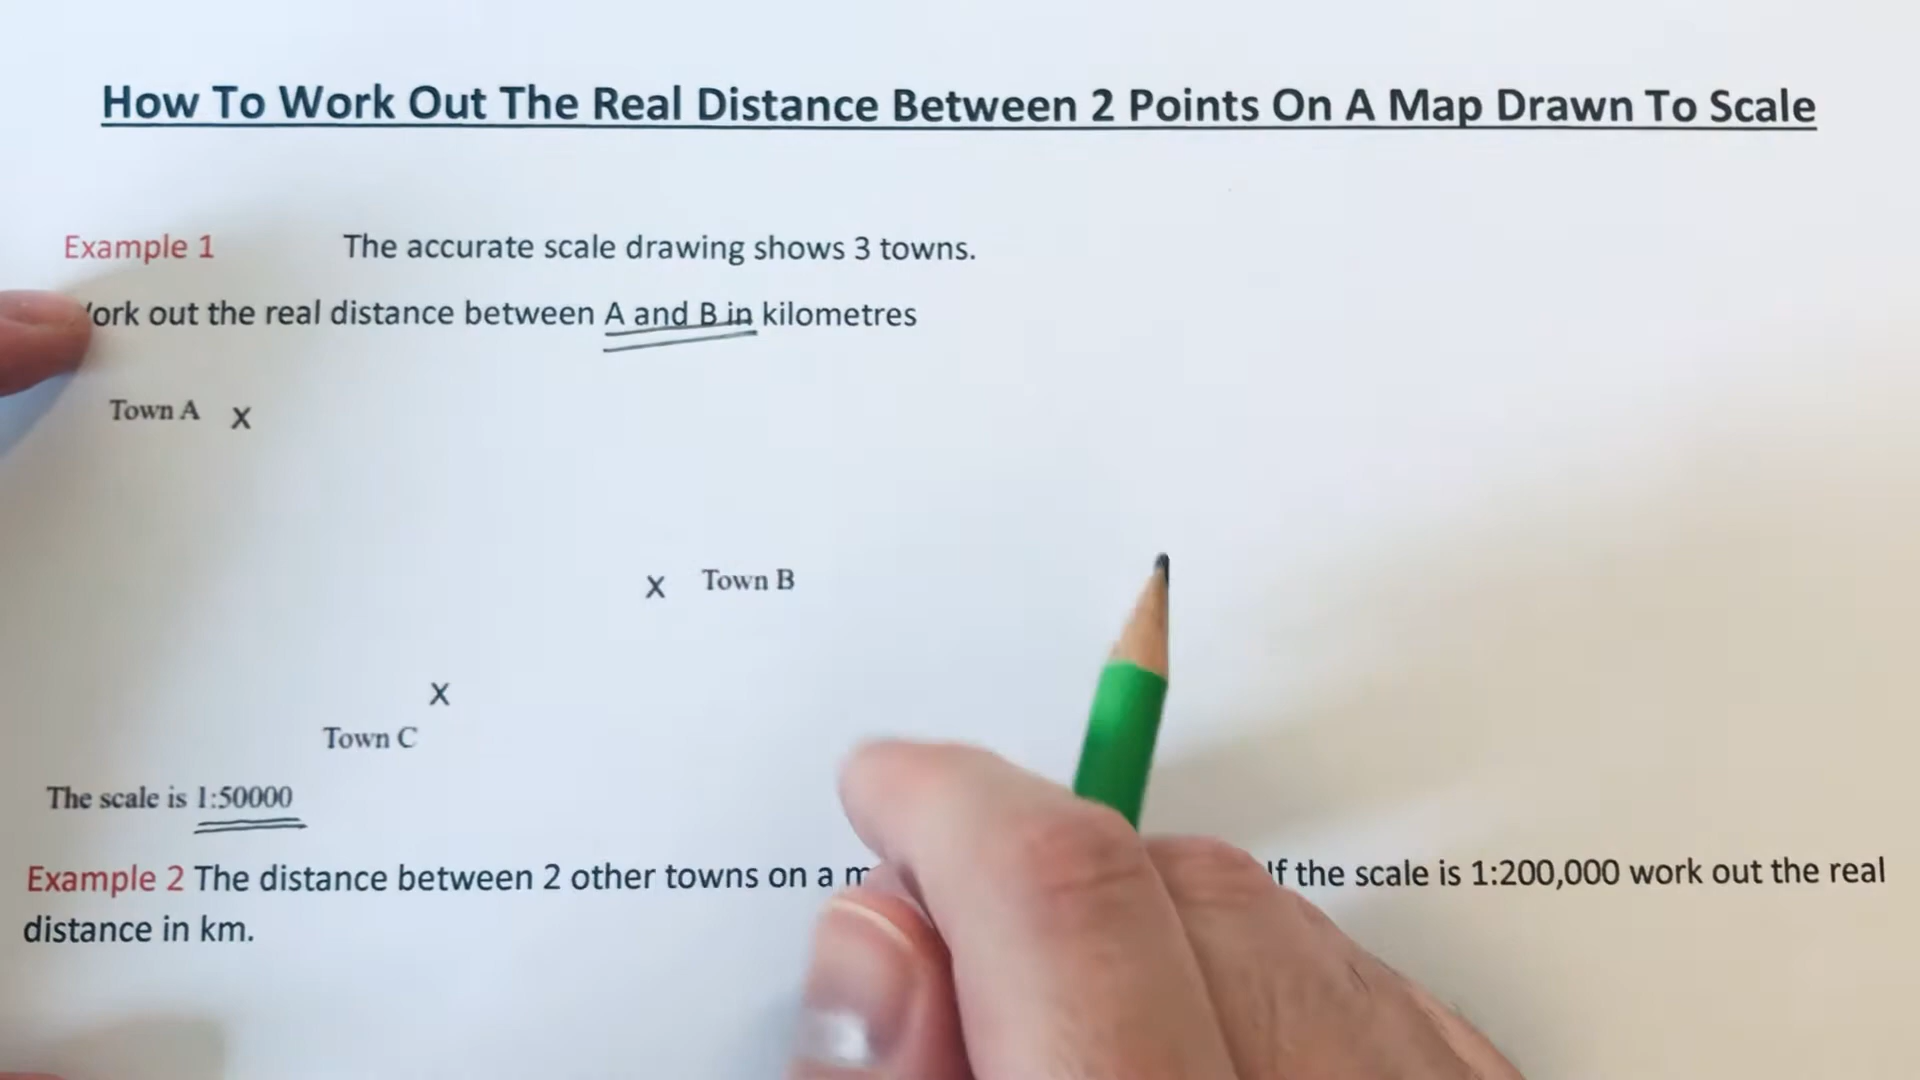 How To Work Out The Real Distance Between 2 Points On A Map Drawn To Scale
Example 1 The accurate scale drawing shows 3 towns.
out the real distance between A and B in kilometres
Town A X
X Town B
X
Town C
The scale is 1:50000
Example 2 The distance between 2 other towns on a If the scale is 1:200,000 work out the real
distance in km.